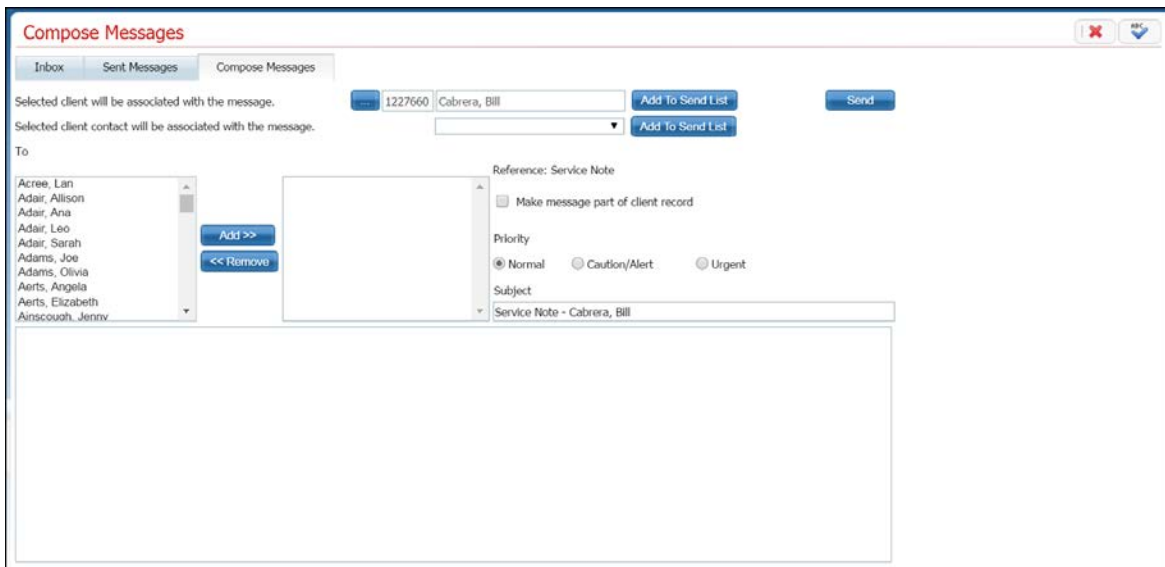 Compose Messages
ABC
Inbox Sent Messages Compose Messages
Selected client will be associated with the message. ... 1227660 Cabrera, Bill Add To Send List Send
Selected client contact will be associated with the message. Add To Send List
To
Reference: Service Note
Acree, Lan
Adair, Allison
Adair, Ana
Adair, Leo
Adair, Sarah
Adams, Joe
Adams, Olivia
Aerts, Angela
Aerts, Elizabeth
Ainscough, Jenny
Add >>
<< Remove
Make message part of client record
Priority
Normal Caution/Alert Urgent
Subject
Service Note - Cabrera, Bill